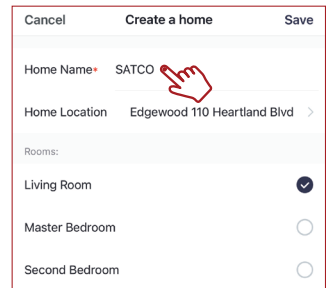 Cancel Create a home Save
Home Name* SATCO
Home Location Edgewood 110 Heartland Blvd >
Rooms:
Living Room
Master Bedroom
Second Bedroom